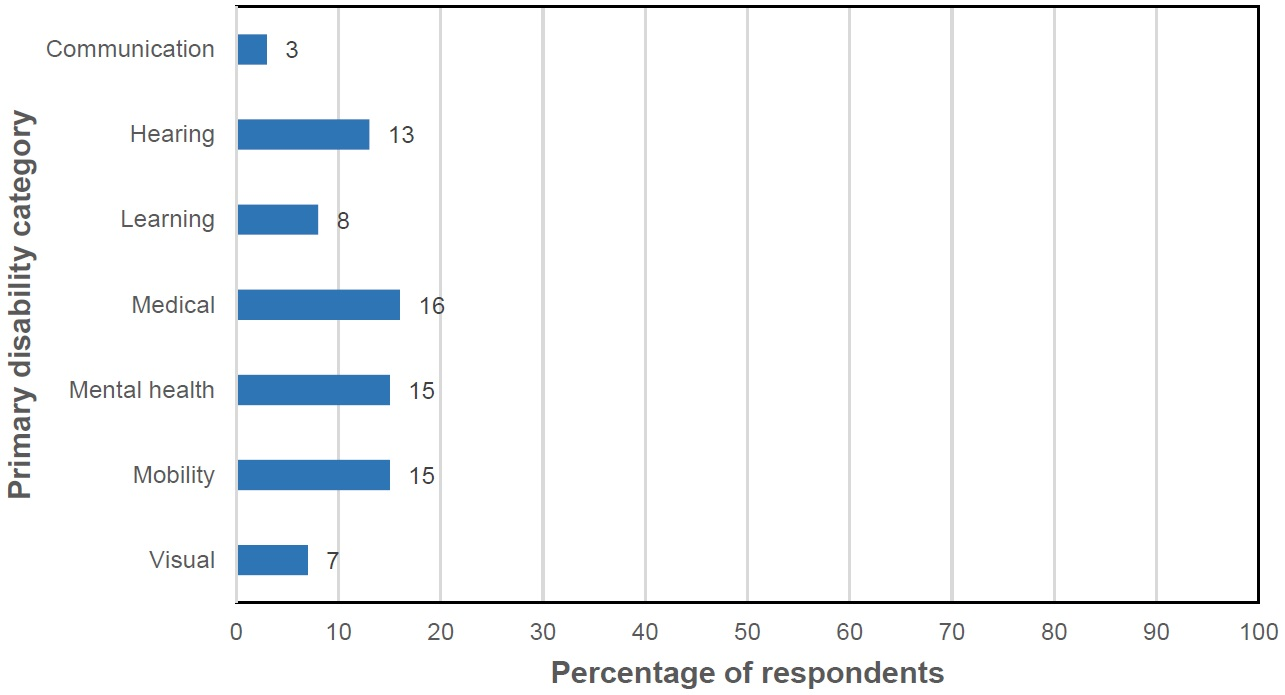 Primary disability category
Communication 3
Hearing 13
Learning 8
Medical 16
Mental health 15
Mobility 15
Visual 7
0 10 20 30 40 50 60 70 80 90 100
Percentage of respondents